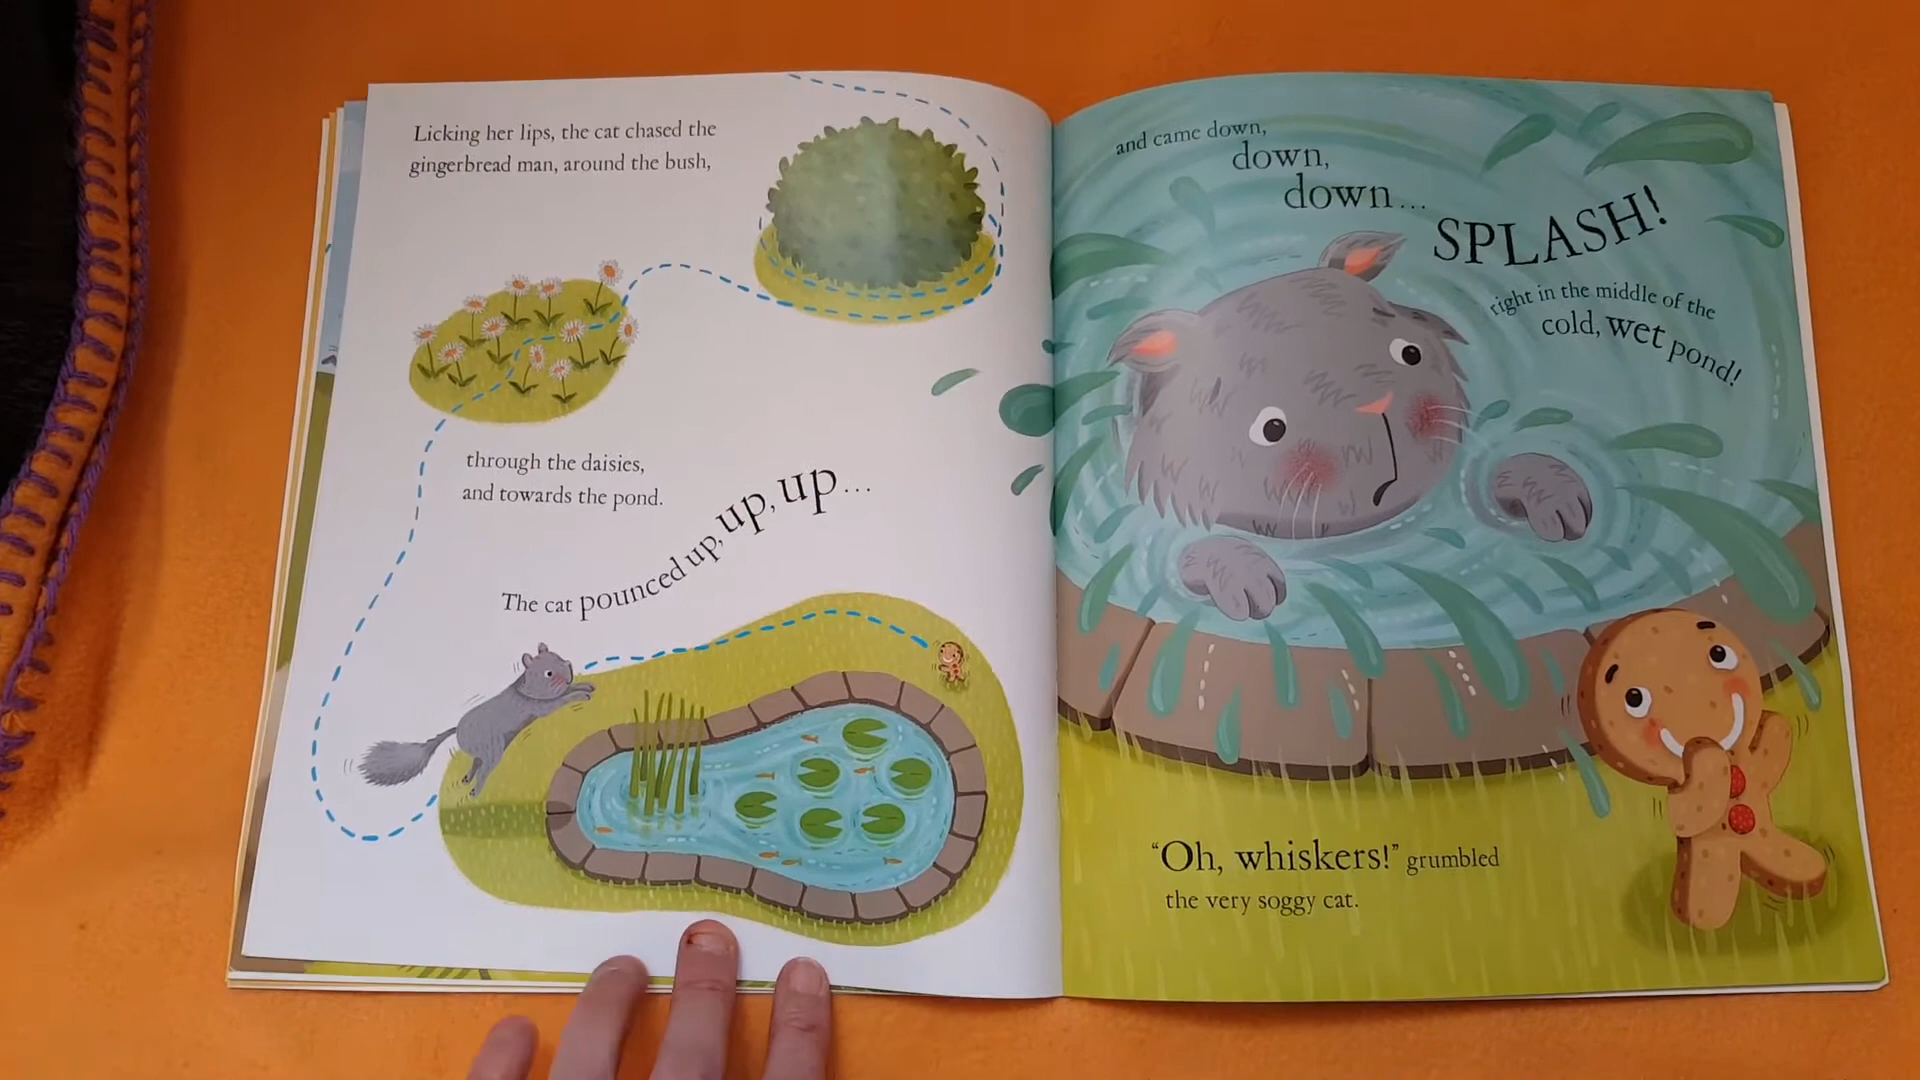 Licking her lips, the cat chased the
gingerbread man, around the bush,
through the daisies,
and towards the pond.
The cat pounced up, up, up...
and came down,
down,
down...
SPLASH!
right in the middle of the
cold, wet pond!
“Oh, whiskers!” grumbled
the very soggy cat.